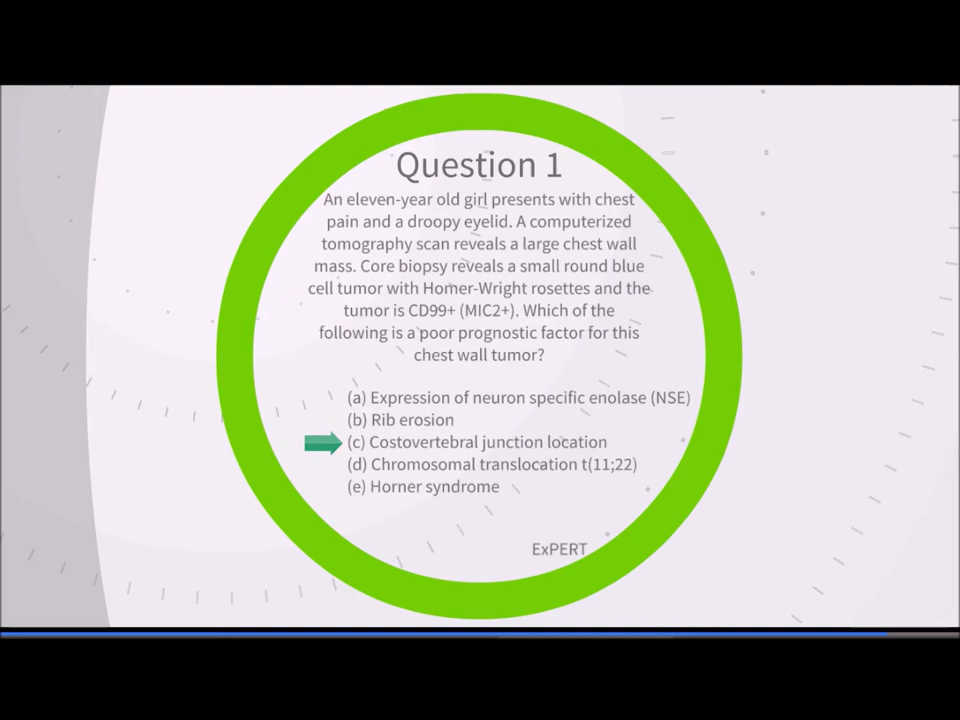 Question 1
An eleven-year old girl presents with chest
pain and a droopy eyelid. A computerized
tomography scan reveals a large chest wall
mass. Core biopsy reveals a small round blue
cell tumor with Homer-Wright rosettes and the
tumor is CD99+ (MIC2+). Which of the
following is a poor prognostic factor for this
chest wall tumor?
(a) Expression of neuron specific enolase (NSE)
(b) Rib erosion
(c) Costovertebral junction location
(d) Chromosomal translocation t(11;22)
(e) Horner syndrome
ExPERT